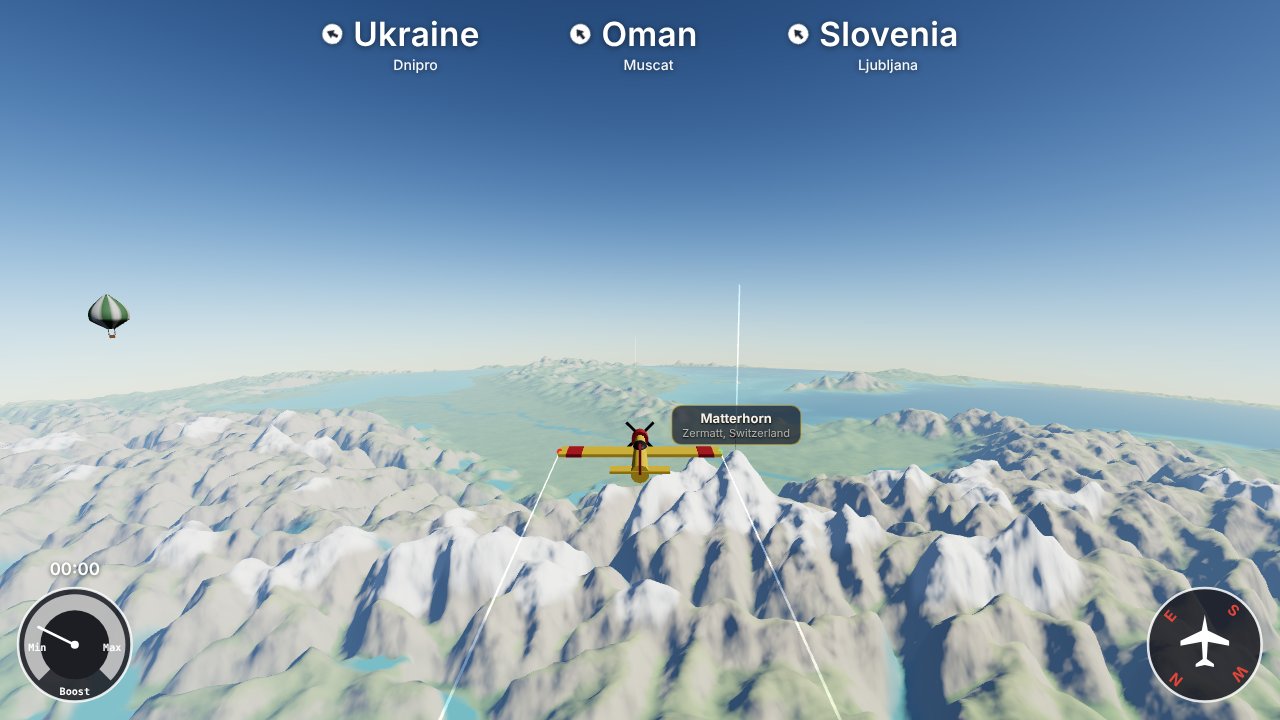 Ukraine
Dnipro
Oman
Muscat
Slovenia
Ljubljana
Matterhorn
Zermatt, Switzerland
00:00
Min
Max
Boost
E
S
N
W